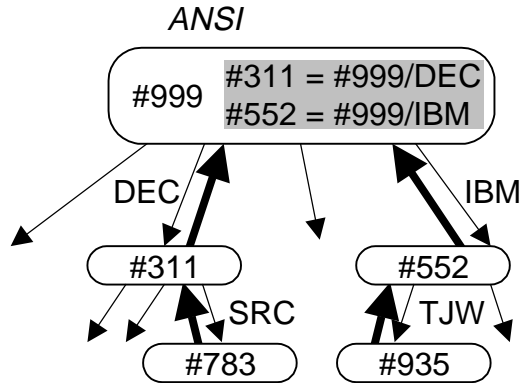 ANSI
#999
#311 = #999/DEC
#552 = #999/IBM
DEC
IBM
#311
#552
SRC
TJW
#783
#935